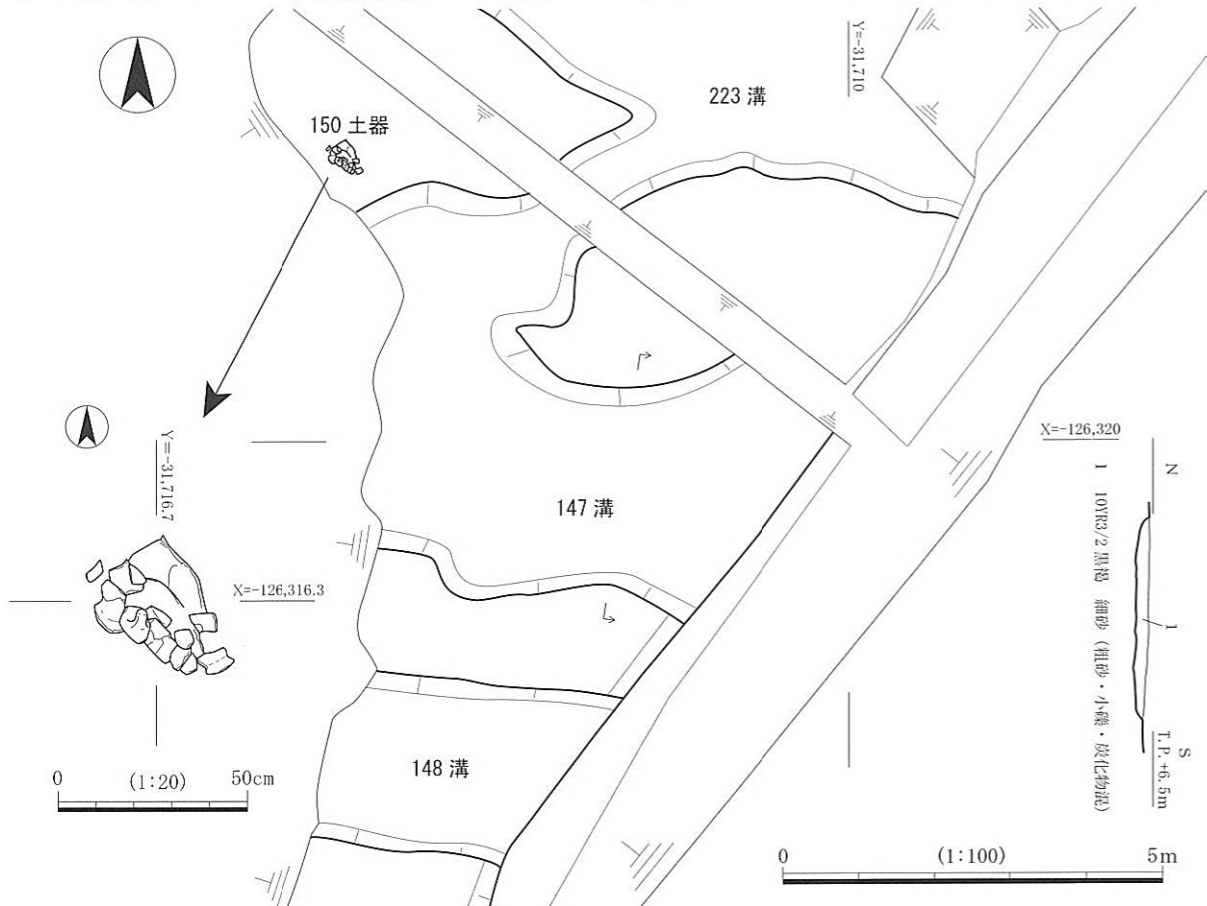 Y=-31,710
223 溝
150 土器
X=-126,320
N
1 10YR3/2 黒褐 細砂（粗砂・小礫・炭化物混）
1
S
T.P.+6.5m
147 溝
Y=-31,716.7
X=-126,316.3
148 溝
0 (1:20) 50cm
0 (1:100) 5m